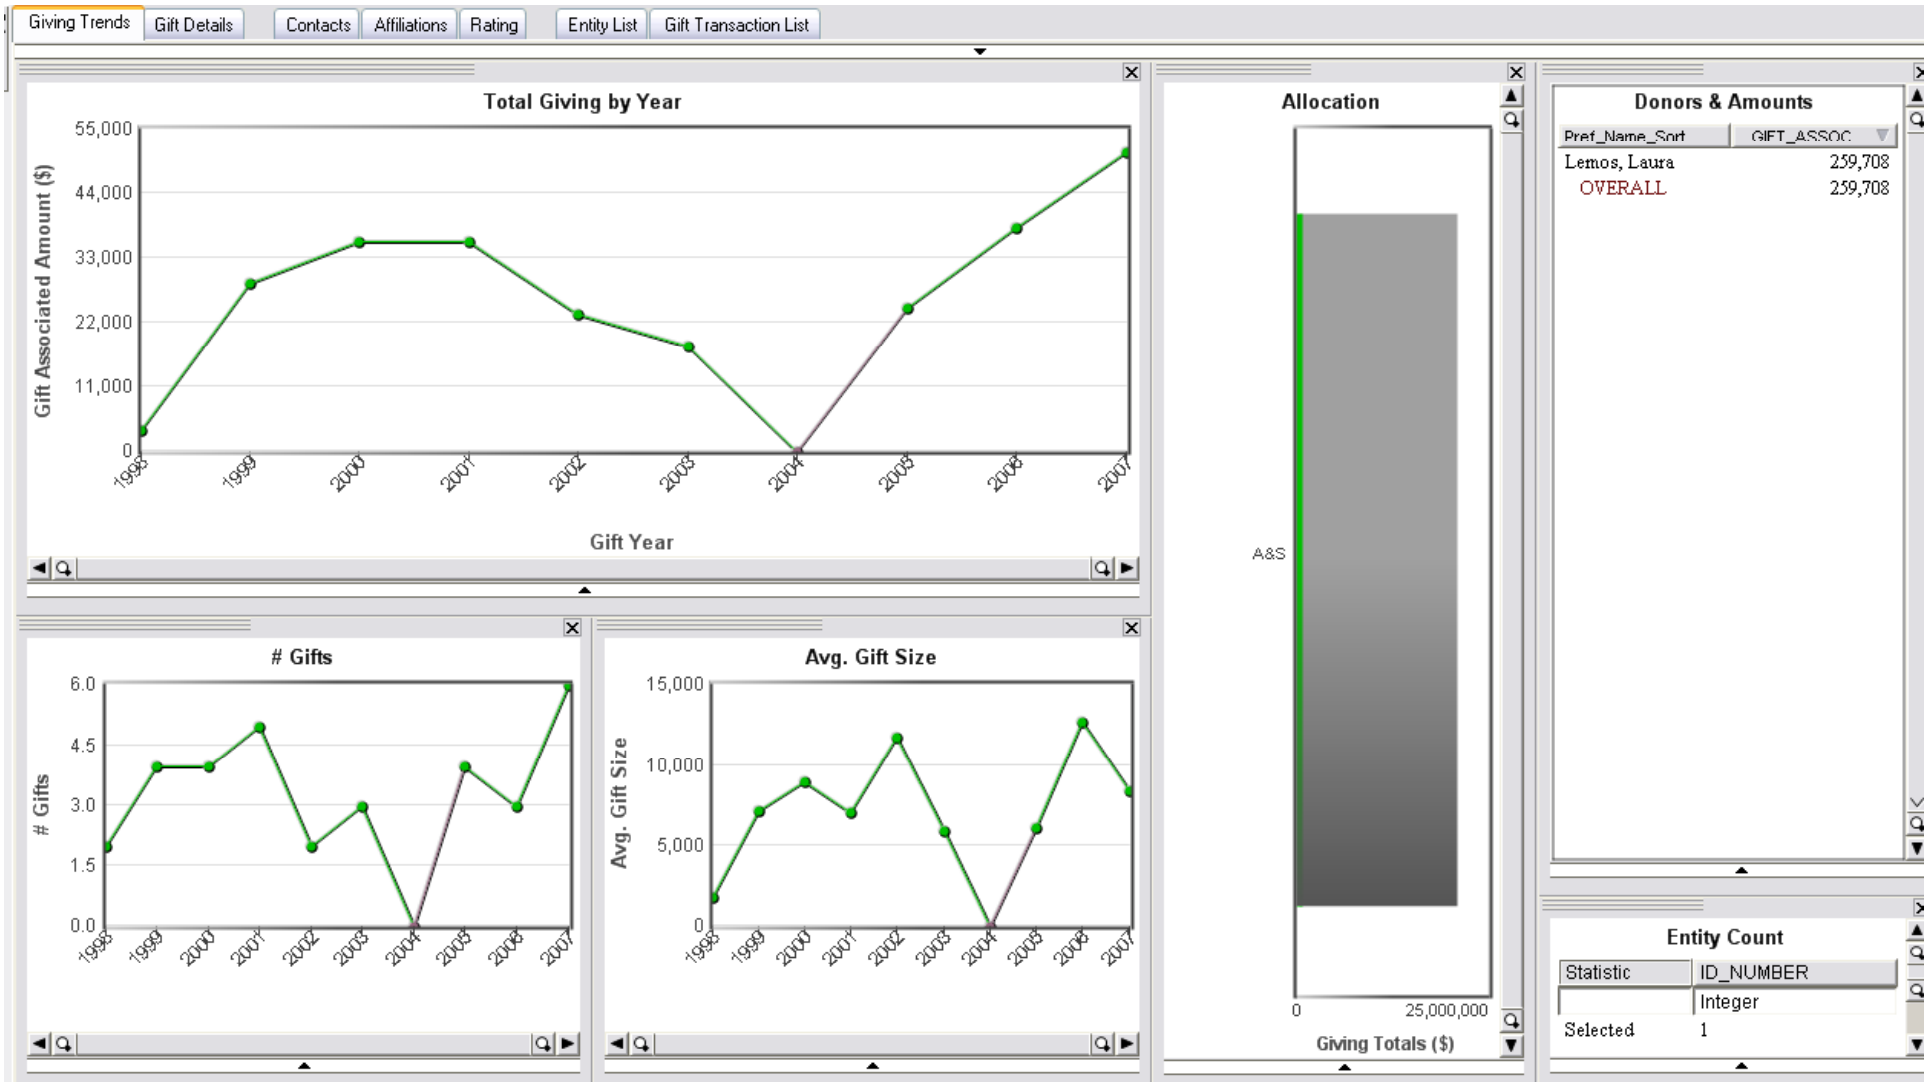 Giving Trends Gift Details Contacts Affiliations Rating Entity List Gift Transaction List
Total Giving by Year
Gift Associated Amount ($)
55,000
44,000
33,000
22,000
11,000
0
1998 1999 2000 2001 2002 2003 2004 2005 2006 2007
Gift Year
# Gifts
# Gifts
6.0
4.5
3.0
1.5
0.0
1998 1999 2000 2001 2002 2003 2004 2005 2006 2007
Avg. Gift Size
Avg. Gift Size
15,000
10,000
5,000
0
1998 1999 2000 2001 2002 2003 2004 2005 2006 2007
Allocation
A&S
0 25,000,000
Giving Totals ($)
Donors & Amounts
Pref_Name_Sort GIFT_ASSOC
Lemos, Laura 259,708
OVERALL 259,708
Entity Count
Statistic ID_NUMBER
Integer
Selected 1